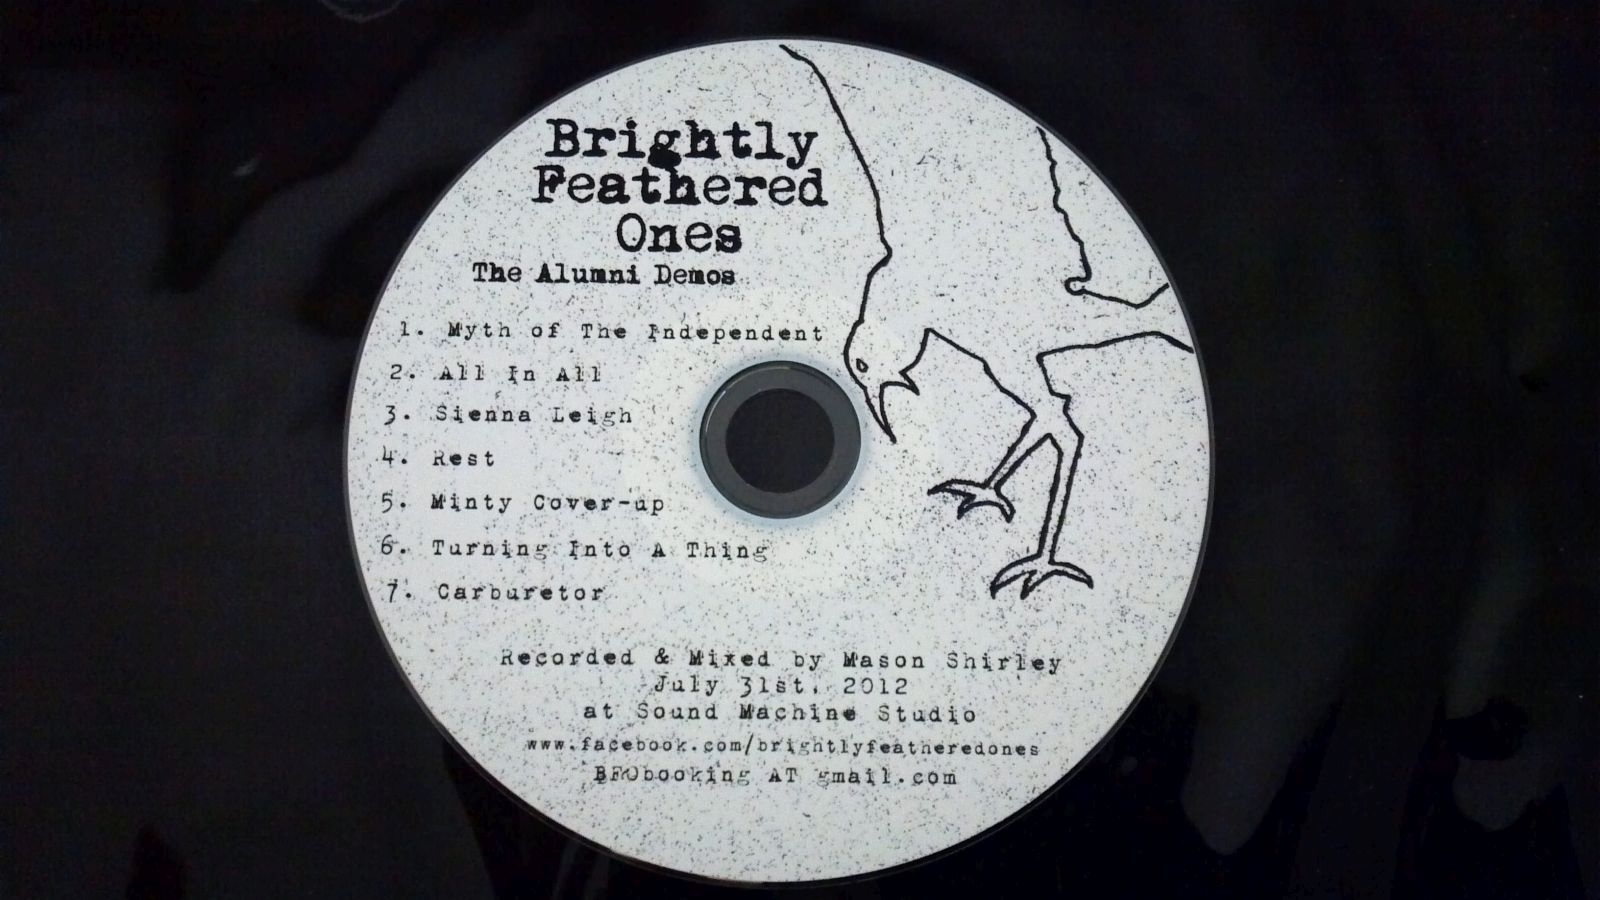 Brightly
Feathered
Ones
The Alumni Demos
1. Myth of The Independent
2. All In All
3. Sienna Leigh
4. Rest
5. Minty Cover-up
6. Turning Into A Thing
7. Carburetor
Recorded & Mixed by Mason Shirley
July 31st, 2012
at Sound Machine Studio
www.facebook.com/brightlyfeatheredones
BFObooking AT gmail.com